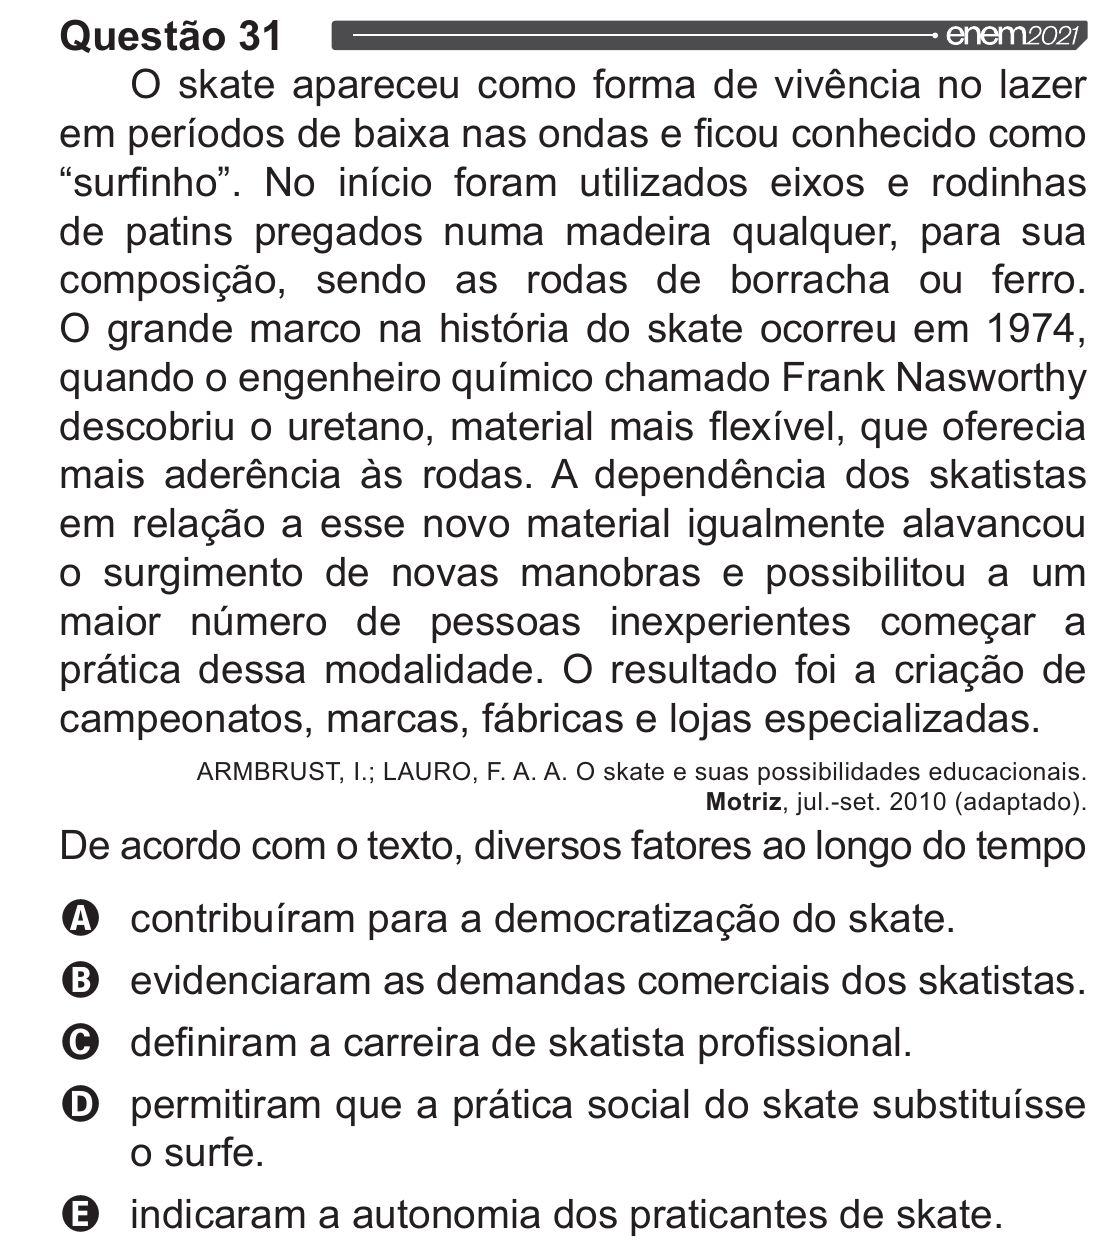 Questão 31 enem2021
O skate apareceu como forma de vivência no lazer
em períodos de baixa nas ondas e ficou conhecido como
“surfinho”. No início foram utilizados eixos e rodinhas
de patins pregados numa madeira qualquer, para sua
composição, sendo as rodas de borracha ou ferro.
O grande marco na história do skate ocorreu em 1974,
quando o engenheiro químico chamado Frank Nasworthy
descobriu o uretano, material mais flexível, que oferecia
mais aderência às rodas. A dependência dos skatistas
em relação a esse novo material igualmente alavancou
o surgimento de novas manobras e possibilitou a um
maior número de pessoas inexperientes começar a
prática dessa modalidade. O resultado foi a criação de
campeonatos, marcas, fábricas e lojas especializadas.
ARMBRUST, I.; LAURO, F. A. A. O skate e suas possibilidades educacionais.
Motriz, jul.-set. 2010 (adaptado).
De acordo com o texto, diversos fatores ao longo do tempo
A contribuíram para a democratização do skate.
B evidenciaram as demandas comerciais dos skatistas.
C definiram a carreira de skatista profissional.
D permitiram que a prática social do skate substituísse
o surfe.
E indicaram a autonomia dos praticantes de skate.